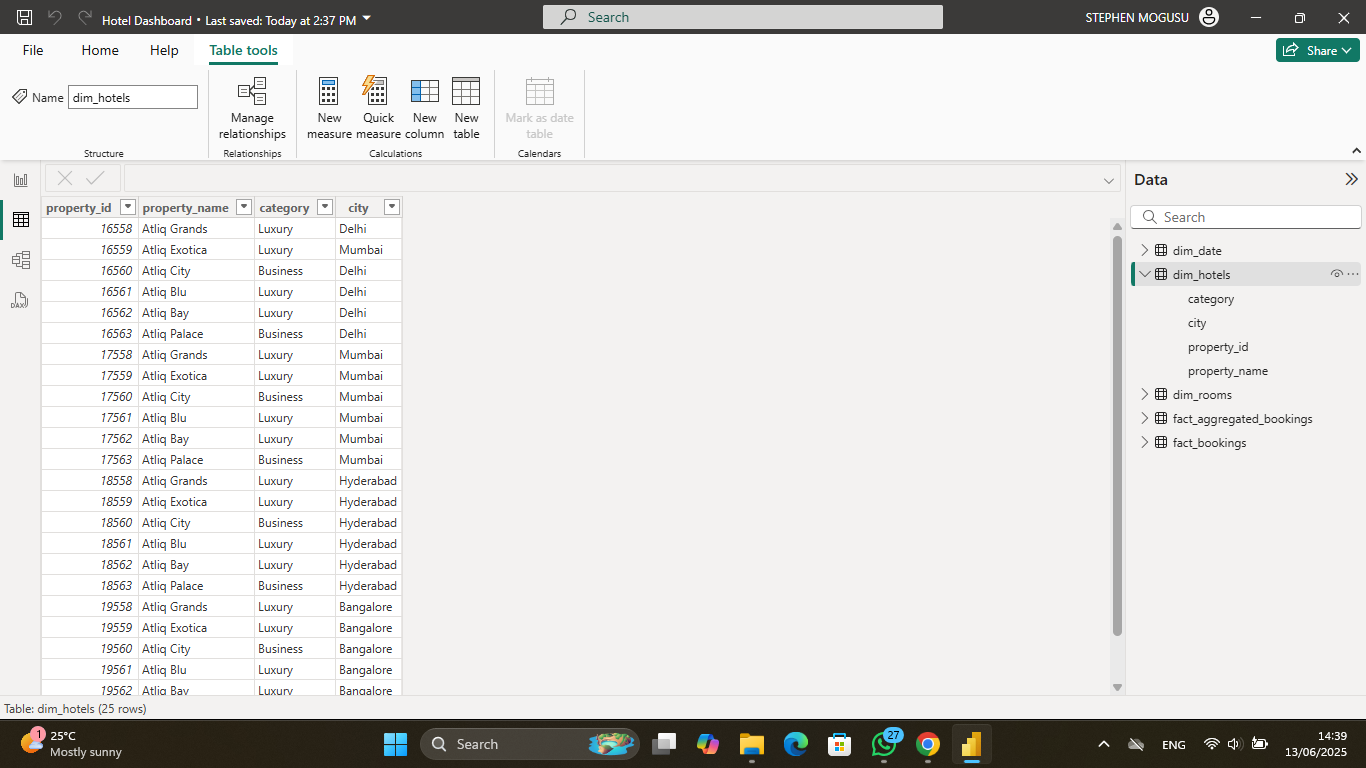 Hotel Dashboard • Last saved: Today at 2:37 PM
Search
STEPHEN MOGUSU
File Home Help Table tools
Share
Name dim_hotels
Manage relationships
New measure
Quick measure
New column
New table
Mark as date table
Structure
Relationships
Calculations
Calendars
property_id property_name category city
16558 Atliq Grands Luxury Delhi
16559 Atliq Exotica Luxury Mumbai
16560 Atliq City Business Delhi
16561 Atliq Blu Luxury Delhi
16562 Atliq Bay Luxury Delhi
16563 Atliq Palace Business Delhi
17558 Atliq Grands Luxury Mumbai
17559 Atliq Exotica Luxury Mumbai
17560 Atliq City Business Mumbai
17561 Atliq Blu Luxury Mumbai
17562 Atliq Bay Luxury Mumbai
17563 Atliq Palace Business Mumbai
18558 Atliq Grands Luxury Hyderabad
18559 Atliq Exotica Luxury Hyderabad
18560 Atliq City Business Hyderabad
18561 Atliq Blu Luxury Hyderabad
18562 Atliq Bay Luxury Hyderabad
18563 Atliq Palace Business Hyderabad
19558 Atliq Grands Luxury Bangalore
19559 Atliq Exotica Luxury Bangalore
19560 Atliq City Business Bangalore
19561 Atliq Blu Luxury Bangalore
19562 Atliq Bay Luxury Bangalore
Data
Search
dim_date
dim_hotels
category
city
property_id
property_name
dim_rooms
fact_aggregated_bookings
fact_bookings
DAX
Table: dim_hotels (25 rows)
1
25°C
Mostly sunny
Search
27
ENG
14:39
13/06/2025